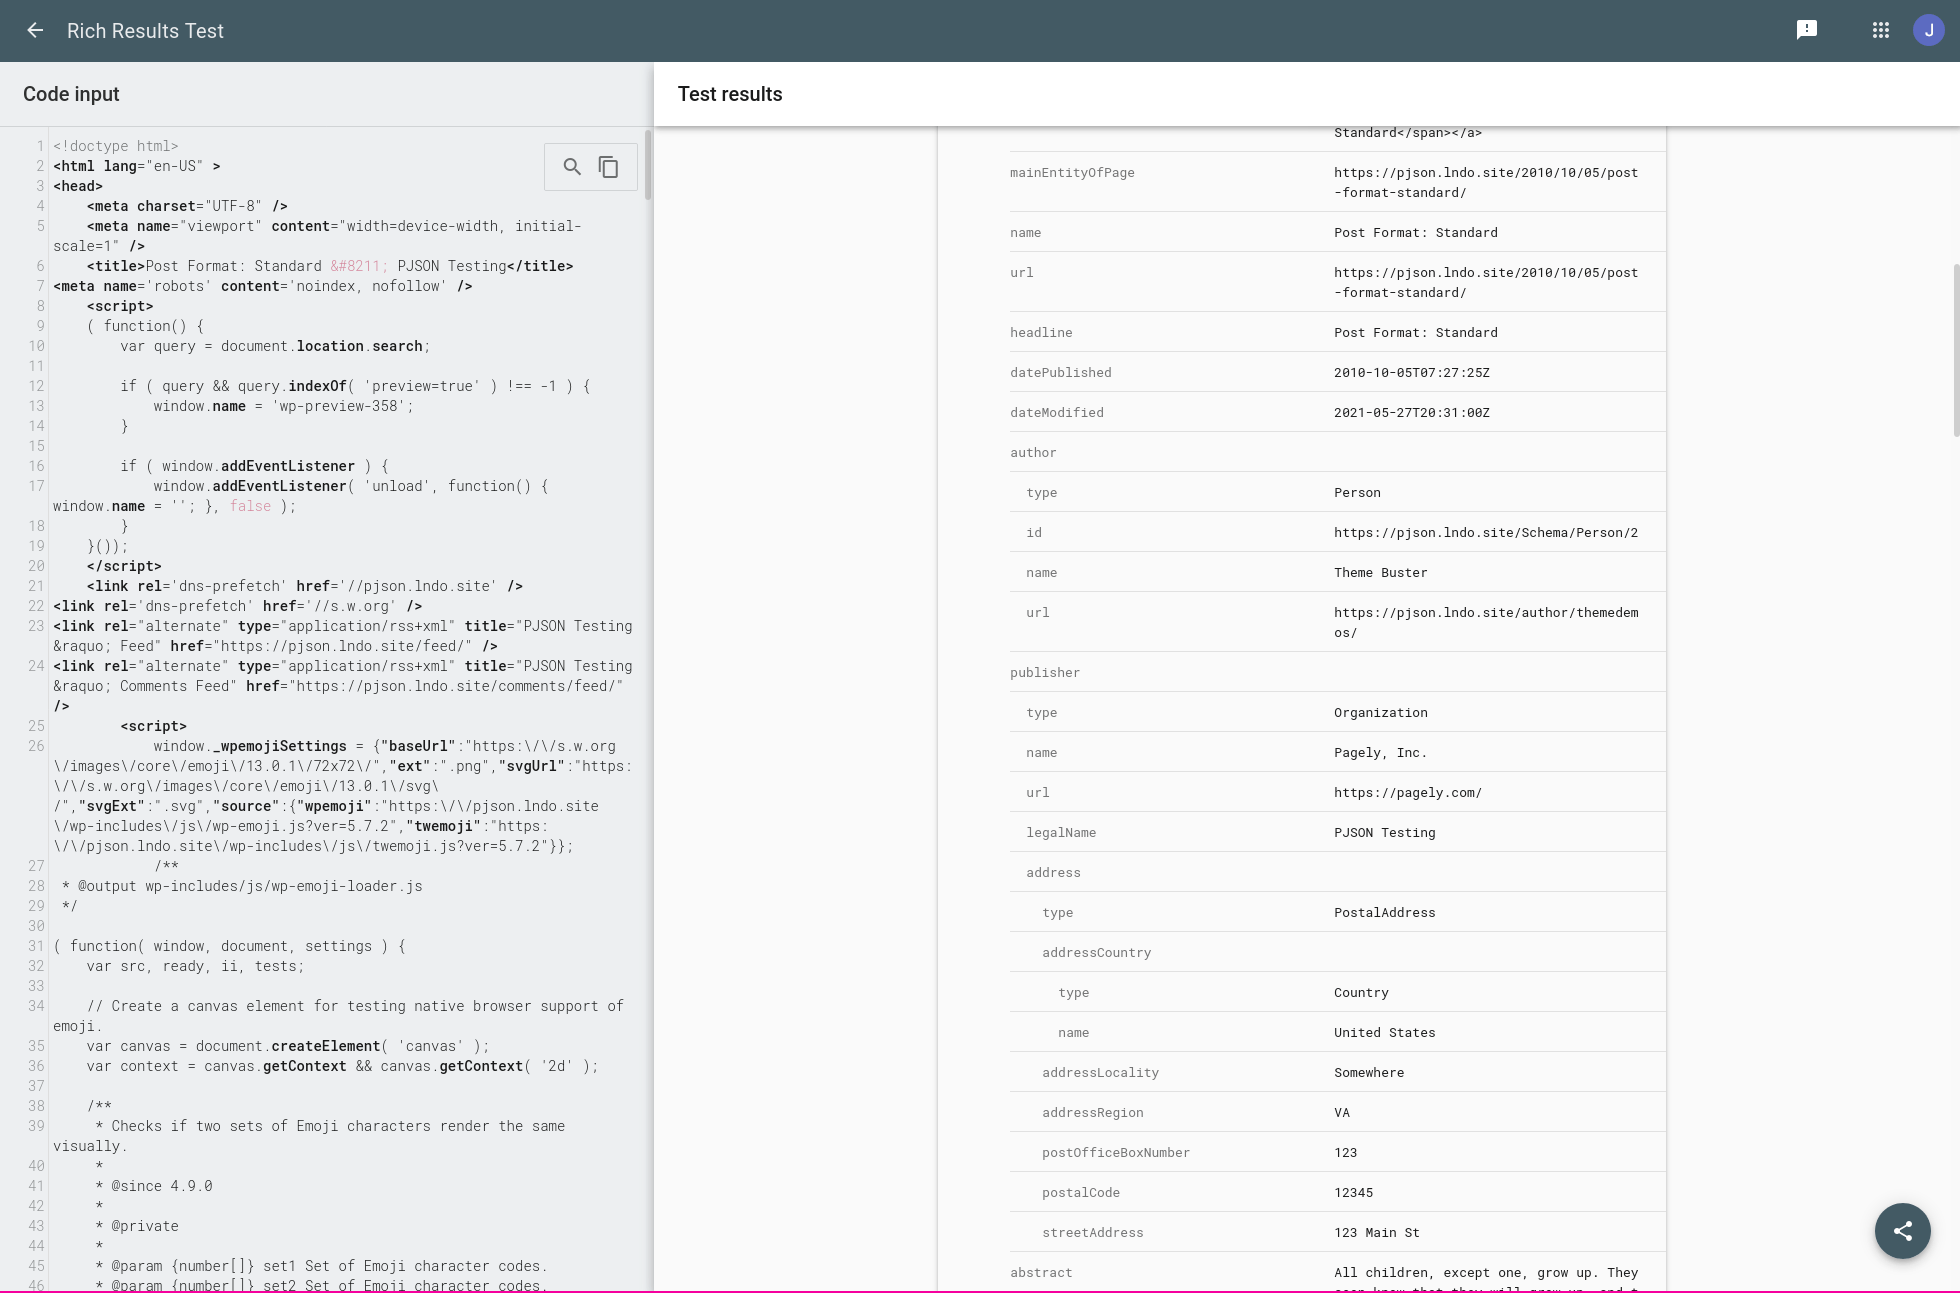 Rich Results Test
J
Code input
1 <!doctype html>
2 <html lang="en-US" >
3 <head>
4 <meta charset="UTF-8" />
5 <meta name="viewport" content="width=device-width, initial-
scale=1" />
6 <title>Post Format: Standard &#8211; PJSON Testing</title>
7 <meta name='robots' content='noindex, nofollow' />
8 <script>
9 ( function() {
10 var query = document.location.search;
11
12 if ( query && query.indexOf( 'preview=true' ) !== -1 ) {
13 window.name = 'wp-preview-358';
14 }
15
16 if ( window.addEventListener ) {
17 window.addEventListener( 'unload', function() {
window.name = ''; }, false );
18 }
19 }());
20 </script>
21 <link rel='dns-prefetch' href='//pjson.lndo.site' />
22 <link rel='dns-prefetch' href='//s.w.org' />
23 <link rel="alternate" type="application/rss+xml" title="PJSON Testing
&raquo; Feed" href="https://pjson.lndo.site/feed/" />
24 <link rel="alternate" type="application/rss+xml" title="PJSON Testing
&raquo; Comments Feed" href="https://pjson.lndo.site/comments/feed/"
/>
25 <script>
26 window._wpemojiSettings = {"baseUrl":"https:\/\/s.w.org
\/images\/core\/emoji\/13.0.1\/72x72\/","ext":".png","svgUrl":"https:
\/\/s.w.org\/images\/core\/emoji\/13.0.1\/svg\
/","svgExt":".svg","source":{"wpemoji":"https:\/\/pjson.lndo.site
\/wp-includes\/js\/wp-emoji.js?ver=5.7.2","twemoji":"https:
\/\/pjson.lndo.site\/wp-includes\/js\/twemoji.js?ver=5.7.2"}};
27 /**
28 * @output wp-includes/js/wp-emoji-loader.js
29 */
30
31 ( function( window, document, settings ) {
32 var src, ready, ii, tests;
33
34 // Create a canvas element for testing native browser support of
emoji.
35 var canvas = document.createElement( 'canvas' );
36 var context = canvas.getContext && canvas.getContext( '2d' );
37
38 /**
39 * Checks if two sets of Emoji characters render the same
visually.
40 *
41 * @since 4.9.0
42 *
43 * @private
44 *
45 * @param {number[]} set1 Set of Emoji character codes.
46 * @param {number[]} set2 Set of Emoji character codes.
Test results
Standard</span></a>
mainEntityOfPage https://pjson.lndo.site/2010/10/05/post
-format-standard/
name Post Format: Standard
url https://pjson.lndo.site/2010/10/05/post
-format-standard/
headline Post Format: Standard
datePublished 2010-10-05T07:27:25Z
dateModified 2021-05-27T20:31:00Z
author
type Person
id https://pjson.lndo.site/Schema/Person/2
name Theme Buster
url https://pjson.lndo.site/author/themedem
os/
publisher
type Organization
name Pagely, Inc.
url https://pagely.com/
legalName PJSON Testing
address
type PostalAddress
addressCountry
type Country
name United States
addressLocality Somewhere
addressRegion VA
postOfficeBoxNumber 123
postalCode 12345
streetAddress 123 Main St
abstract All children, except one, grow up. They